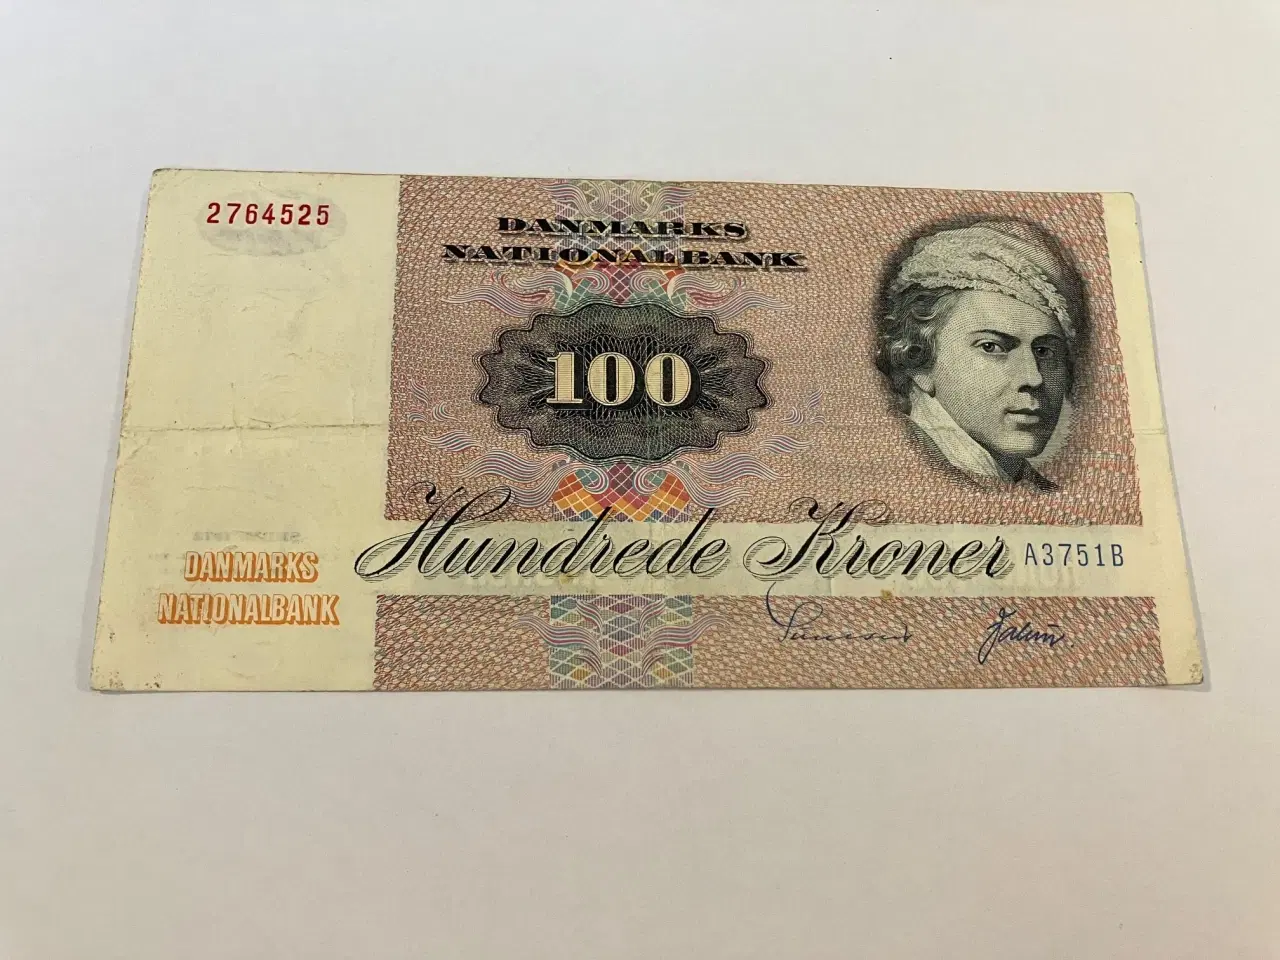 2764525
DANMARKS
NATIONALBANK
100
Hundrede Kroner
A3751B
DANMARKS
NATIONALBANK